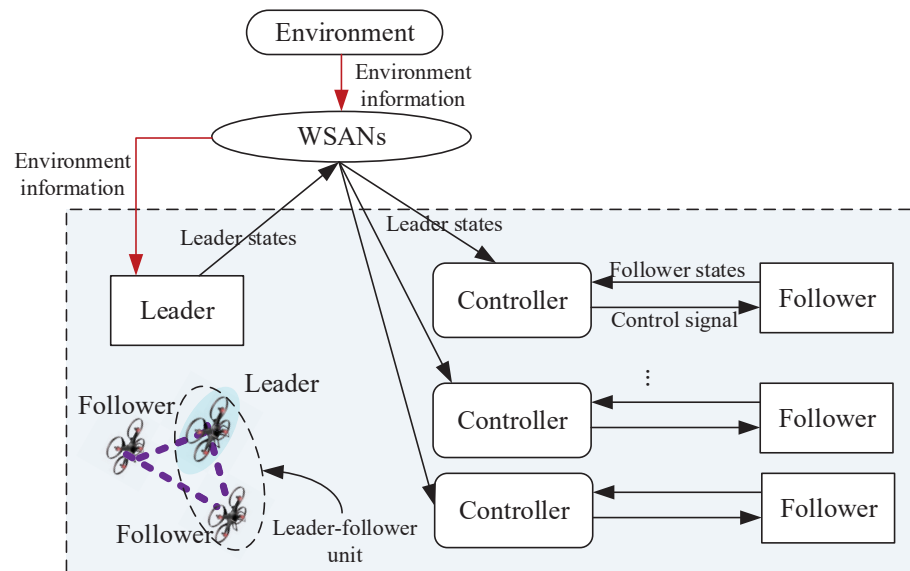 Environment
Environment
information
WSANs
Environment
information
Leader states
Leader states
Leader
Controller
Follower states
Control signal
Follower
...
Controller
Follower
Controller
Follower
Leader
Follower
Follower
Leader-follower
unit